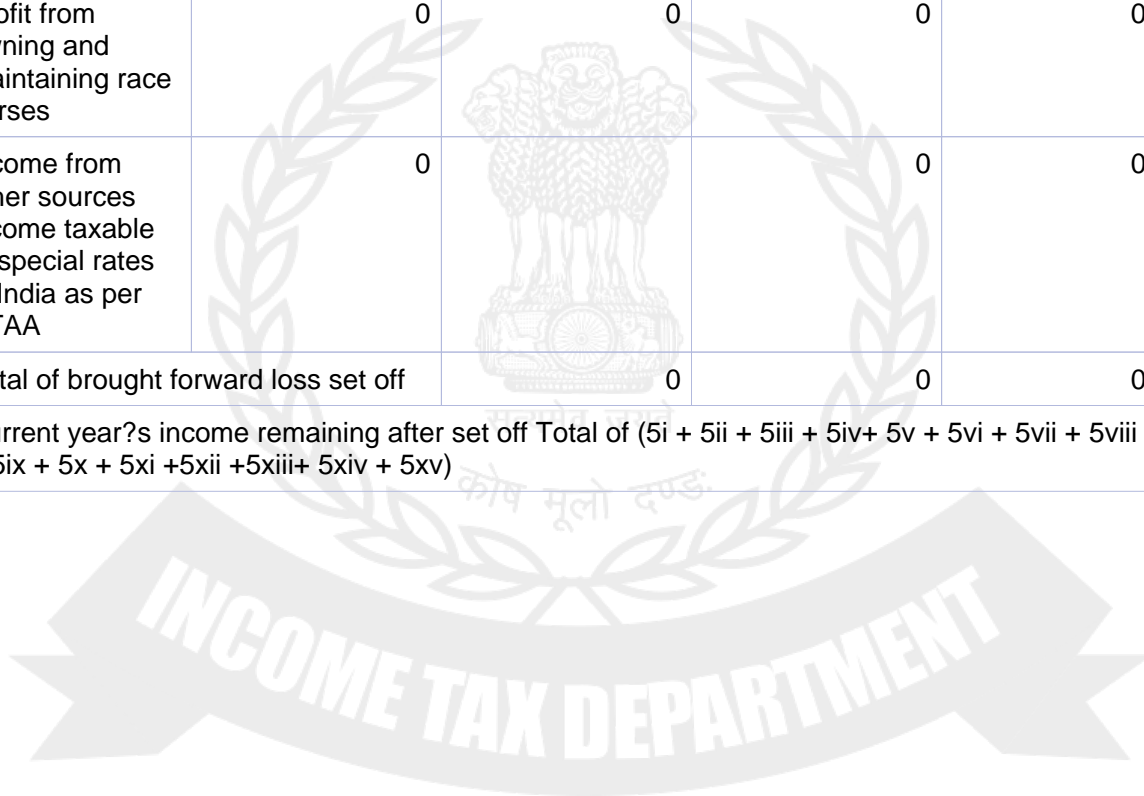 ofit from 0 0 0 0
ning and
aintaining race
rses
come from 0 0 0
her sources
come taxable
special rates
India as per
TAA
tal of brought forward loss set off 0 0 0
rrent year?s income remaining after set off Total of (5i + 5ii + 5iii + 5iv+ 5v + 5vi + 5vii + 5viii
5ix + 5x + 5xi +5xii +5xiii+ 5xiv + 5xv)
कोष मूलो दण्डः
INCOME TAX DEPARTMENT